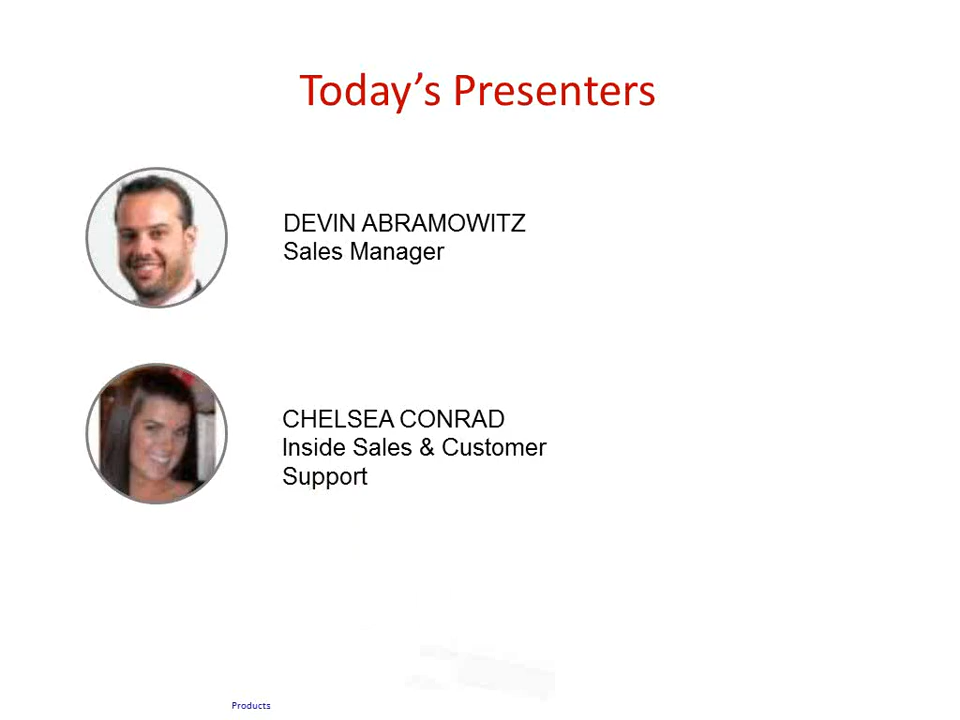 Today’s Presenters
DEVIN ABRAMOWITZ
Sales Manager
CHELSEA CONRAD
Inside Sales & Customer
Support
Products